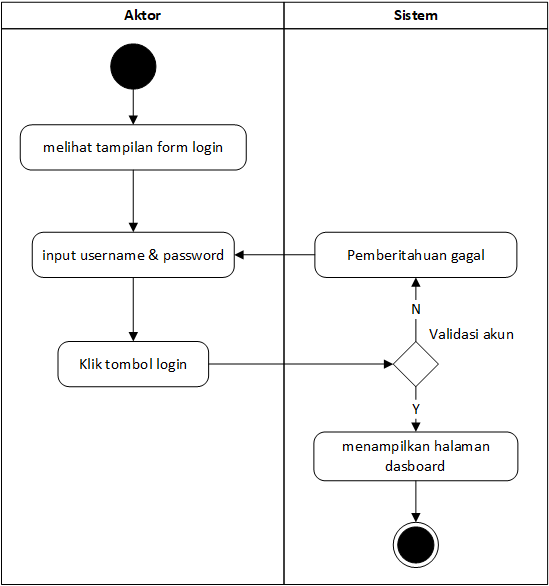 Aktor
Sistem
melihat tampilan form login
input username & password
Pemberitahuan gagal
N
Validasi akun
Klik tombol login
Y
menampilkan halaman
dasboard